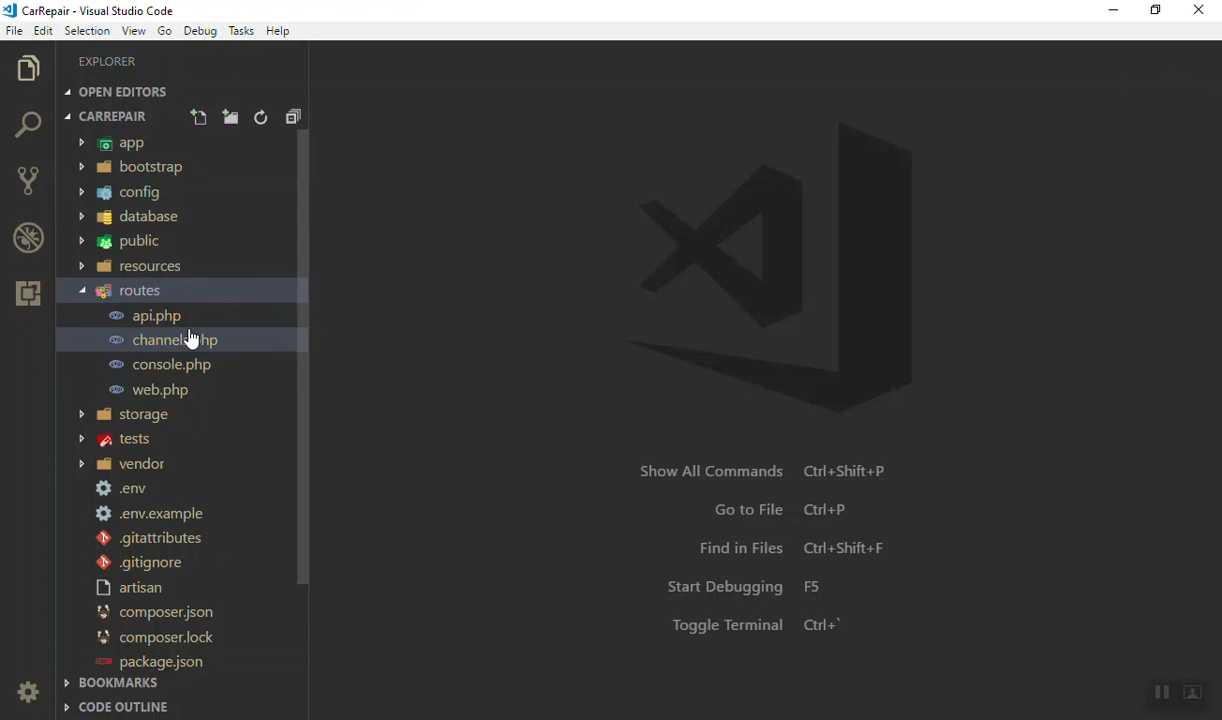 CarRepair - Visual Studio Code
File Edit Selection View Go Debug Tasks Help
EXPLORER
OPEN EDITORS
CARREPAIR
app
bootstrap
config
database
public
resources
routes
api.php
console.php
web.php
storage
tests
vendor
.env
.env.example
.gitattributes
.gitignore
artisan
composer.json
composer.lock
package.json
BOOKMARKS
CODE OUTLINE
Show All Commands Ctrl+Shift+P
Go to File Ctrl+P
Find in Files Ctrl+Shift+F
Start Debugging F5
Toggle Terminal Ctrl+`